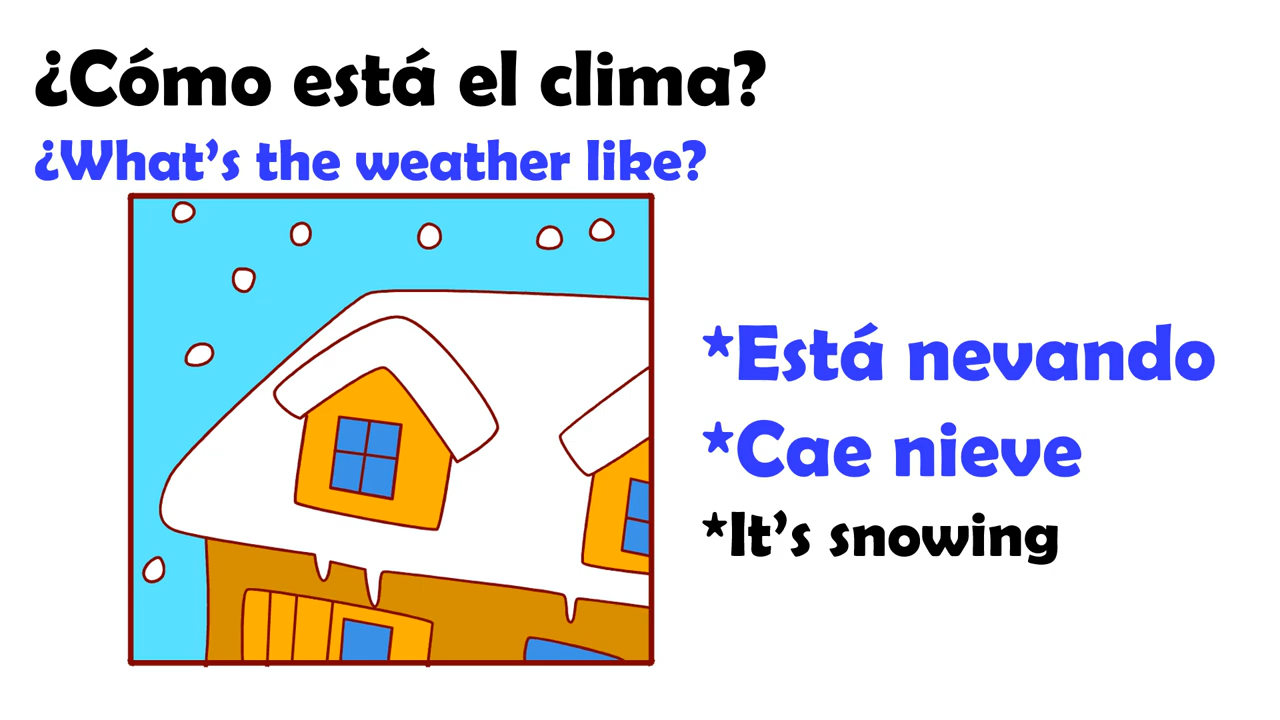 ¿Cómo está el clima?
¿What's the weather like?
*Está nevando
*Cae nieve
*It's snowing